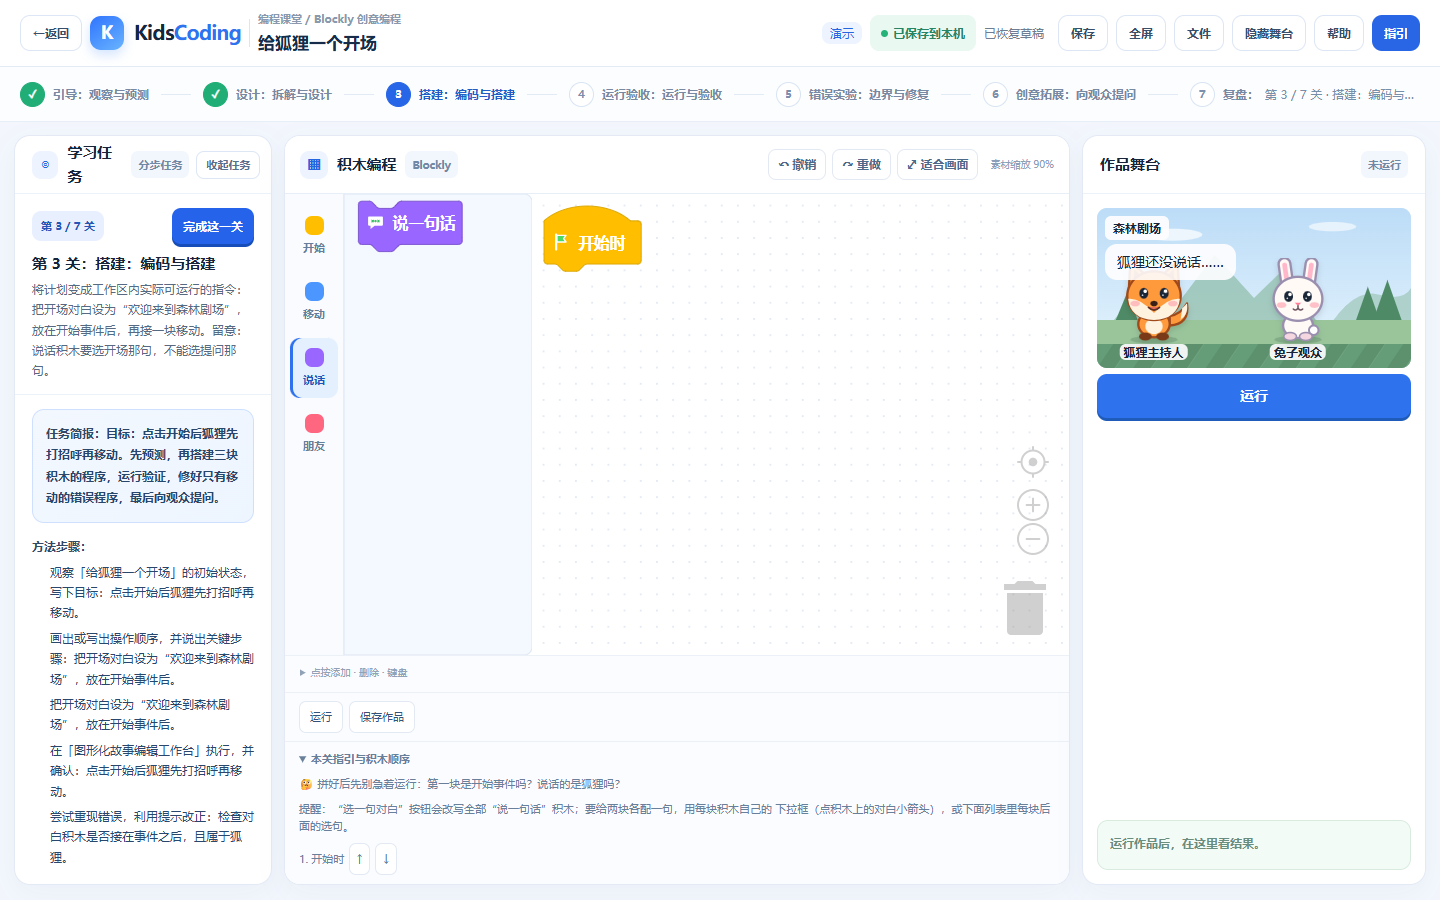 ←返回
K
KidsCoding
编程课堂 / Blockly 创意编程
给狐狸一个开场
演示
已保存到本机
已恢复草稿
保存
全屏
文件
隐藏舞台
帮助
指引
✓ 引导：观察与预测
✓ 设计：拆解与设计
3 搭建：编码与搭建
4 运行验收：运行与验收
5 错误实验：边界与修复
6 创意拓展：向观众提问
7 复盘：
第 3 / 7 关 · 搭建：编码与...
学习任务
分步任务
收起任务
第 3 / 7 关
完成这一关
第 3 关：搭建：编码与搭建
将计划变成工作区内实际可运行的指令：
把开场对白设为“欢迎来到森林剧场”，
放在开始事件后，再接一块移动。留意：
说话积木要选开场那句，不能选提问那
句。
任务简报：目标：点击开始后狐狸先
打招呼再移动。先预测，再搭建三块
积木的程序，运行验证，修好只有移
动的错误程序，最后向观众提问。
方法步骤：
观察「给狐狸一个开场」的初始状态，
写下目标：点击开始后狐狸先打招呼再
移动。
画出或写出操作顺序，并说出关键步
骤：把开场对白设为“欢迎来到森林剧
场”，放在开始事件后。
把开场对白设为“欢迎来到森林剧
场”，放在开始事件后。
在「图形化故事编辑工作台」执行，并
确认：点击开始后狐狸先打招呼再移
动。
尝试重现错误，利用提示改正：检查对
白积木是否接在事件之后，且属于狐
狸。
积木编程
Blockly
撤销
重做
适合画面
素材缩放 90%
开始
移动
说话
朋友
说一句话
开始时
▶ 点按添加 · 删除 · 键盘
运行
保存作品
▼ 本关指引与积木顺序
拼好后先别急着运行：第一块是开始事件吗？说话的是狐狸吗？
提醒：“选一句对白”按钮会改写全部“说一句话”积木；要给两块各配一句，用每块积木自己的 下拉框（点积木上的对白小箭头），或下面列表里每块后
面的选句。
1. 开始时 ↑ ↓
作品舞台
未运行
森林剧场
狐狸还没说话……
狐狸主持人
兔子观众
运行
运行作品后，在这里看结果。